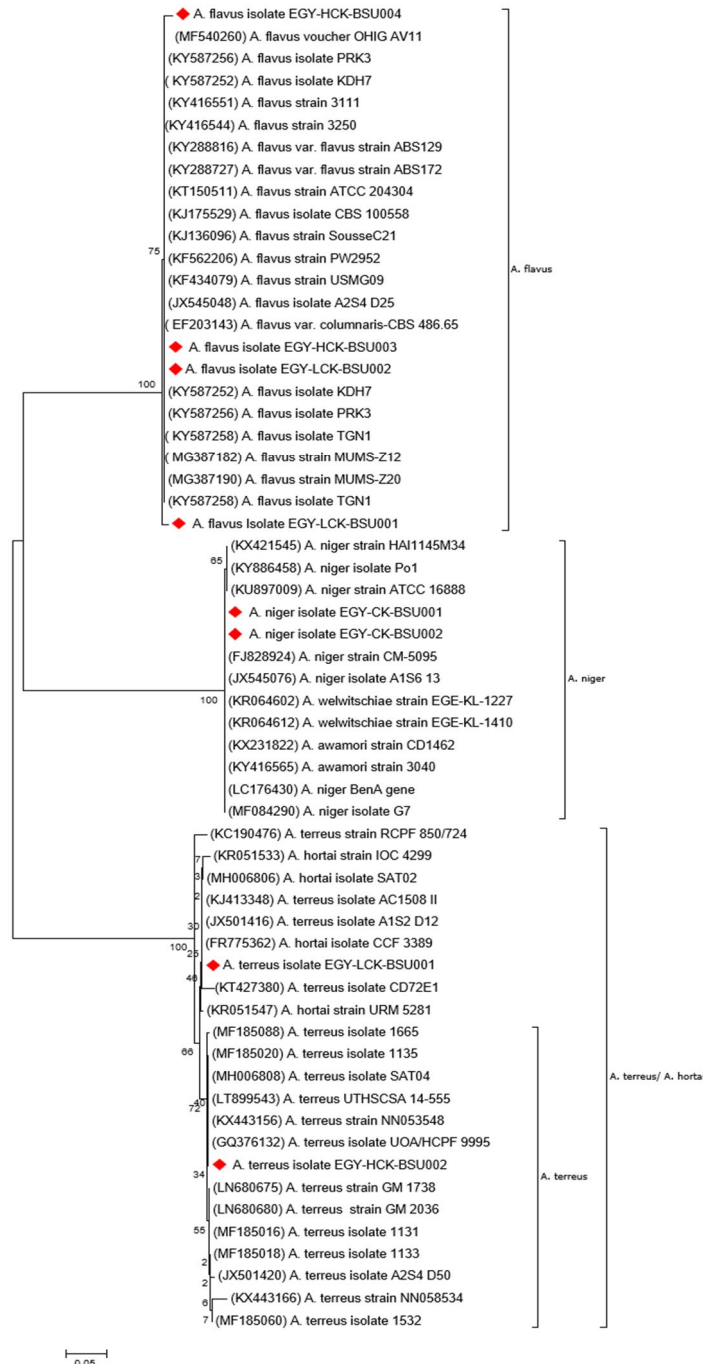 A. flavus isolate EGY-HCK-BSU004
(MF540260) A. flavus voucher OHIG AV11
(KY587256) A. flavus isolate PRK3
( KY587252) A. flavus isolate KDH7
(KY416551) A. flavus strain 3111
(KY416544) A. flavus strain 3250
(KY288816) A. flavus var. flavus strain ABS129
(KY288727) A. flavus var. flavus strain ABS172
(KT150511) A. flavus strain ATCC 204304
(KJ175529) A. flavus isolate CBS 100558
(KJ136096) A. flavus strain SousseC21
75
(KF562206) A. flavus strain PW2952
A. flavus
(KF434079) A. flavus strain USMG09
(JX545048) A. flavus isolate A2S4 D25
( EF203143) A. flavus var. columnaris-CBS 486.65
A. flavus isolate EGY-HCK-BSU003
A. flavus isolate EGY-LCK-BSU002
100
(KY587252) A. flavus isolate KDH7
(KY587256) A. flavus isolate PRK3
( KY587258) A. flavus isolate TGN1
( MG387182) A. flavus strain MUMS-Z12
(MG387190) A. flavus strain MUMS-Z20
(KY587258) A. flavus isolate TGN1
A. flavus Isolate EGY-LCK-BSU001
(KX421545) A. niger strain HAI1145M34
65
(KY886458) A. niger isolate Po1
(KU897009) A. niger strain ATCC 16888
A. niger isolate EGY-CK-BSU001
A. niger isolate EGY-CK-BSU002
(FJ828924) A. niger strain CM-5095
(JX545076) A. niger isolate A1S6 13
A. niger
100
(KR064602) A. welwitschiae strain EGE-KL-1227
(KR064612) A. welwitschiae strain EGE-KL-1410
(KX231822) A. awamori strain CD1462
(KY416565) A. awamori strain 3040
(LC176430) A. niger BenA gene
(MF084290) A. niger isolate G7
(KC190476) A. terreus strain RCPF 850/724
7
(KR051533) A. hortai strain IOC 4299
3
(MH006806) A. hortai isolate SAT02
2
(KJ413348) A. terreus isolate AC1508 II
30
(JX501416) A. terreus isolate A1S2 D12
100
(FR775362) A. hortai isolate CCF 3389
25
A. terreus isolate EGY-LCK-BSU001
(KT427380) A. terreus isolate CD72E1
(KR051547) A. hortai strain URM 5281
(MF185088) A. terreus isolate 1665
66
(MF185020) A. terreus isolate 1135
(MH006808) A. terreus isolate SAT04
A. terreus/ A. hortai
40
72
(LT899543) A. terreus UTHSCSA 14-555
(KX443156) A. terreus strain NN053548
(GQ376132) A. terreus isolate UOA/HCPF 9995
A. terreus isolate EGY-HCK-BSU002
34
A. terreus
(LN680675) A. terreus strain GM 1738
(LN680680) A. terreus strain GM 2036
55
(MF185016) A. terreus isolate 1131
(MF185018) A. terreus isolate 1133
2
(JX501420) A. terreus isolate A2S4 D50
2
(KX443166) A. terreus strain NN058534
6
7
(MF185060) A. terreus isolate 1532
0.05